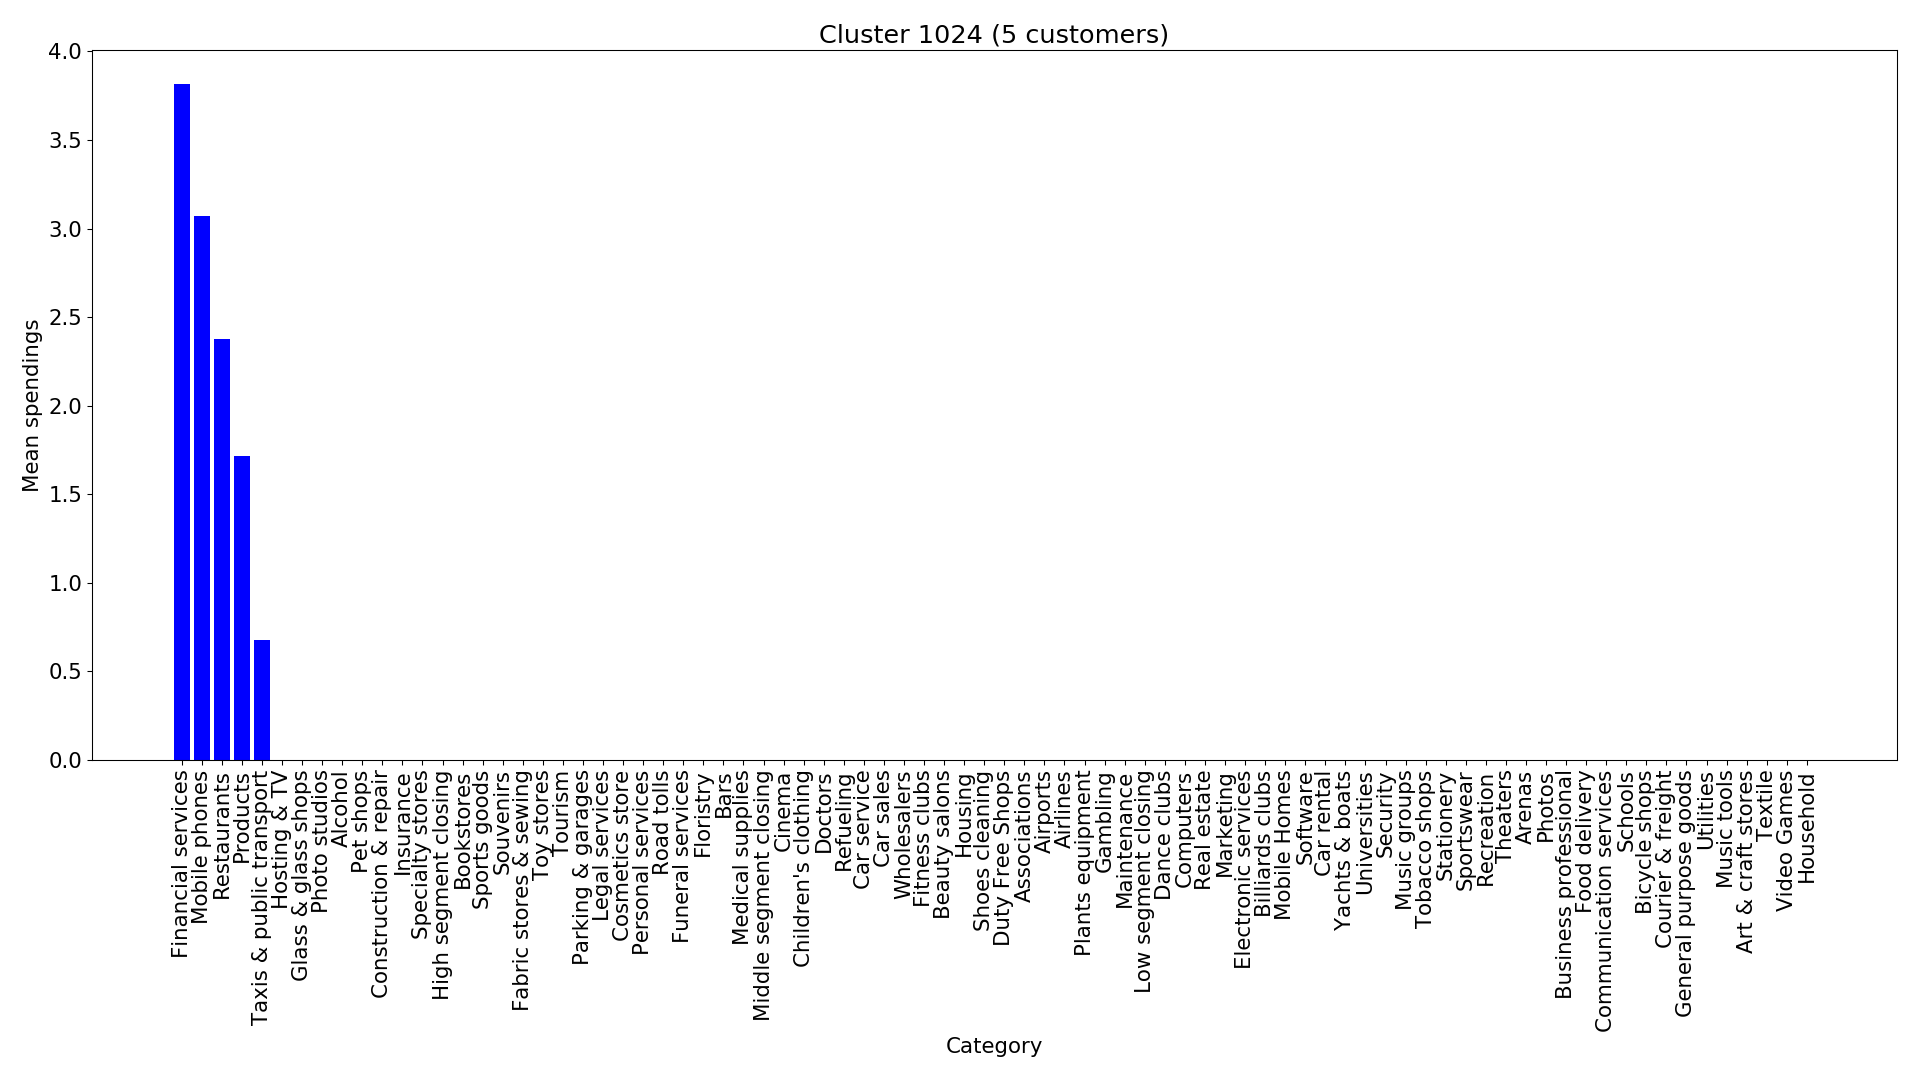 Cluster 1024 (5 customers)
Mean spendings
4.0
3.5
3.0
2.5
2.0
1.5
1.0
0.5
0.0
Financial services
Mobile phones
Restaurants
Products
Taxis & public transport
Hosting & TV
Glass & glass shops
Photo studios
Alcohol
Pet shops
Construction & repair
Insurance
Specialty stores
High segment closing
Bookstores
Sports goods
Souvenirs
Fabric stores & sewing
Toy stores
Tourism
Parking & garages
Legal services
Cosmetics store
Personal services
Road tolls
Funeral services
Floristry
Bars
Medical supplies
Middle segment closing
Cinema
Children's clothing
Doctors
Refueling
Car service
Car sales
Wholesalers
Fitness clubs
Beauty salons
Housing
Shoes cleaning
Duty Free Shops
Associations
Airports
Airlines
Plants equipment
Gambling
Maintenance
Low segment closing
Dance clubs
Computers
Real estate
Marketing
Electronic services
Billiards clubs
Mobile Homes
Software
Car rental
Yachts & boats
Universities
Security
Music groups
Tobacco shops
Stationery
Sportswear
Recreation
Theaters
Arenas
Photos
Business professional
Food delivery
Communication services
Schools
Bicycle shops
Courier & freight
General purpose goods
Utilities
Music tools
Art & craft stores
Textile
Video Games
Household
Category